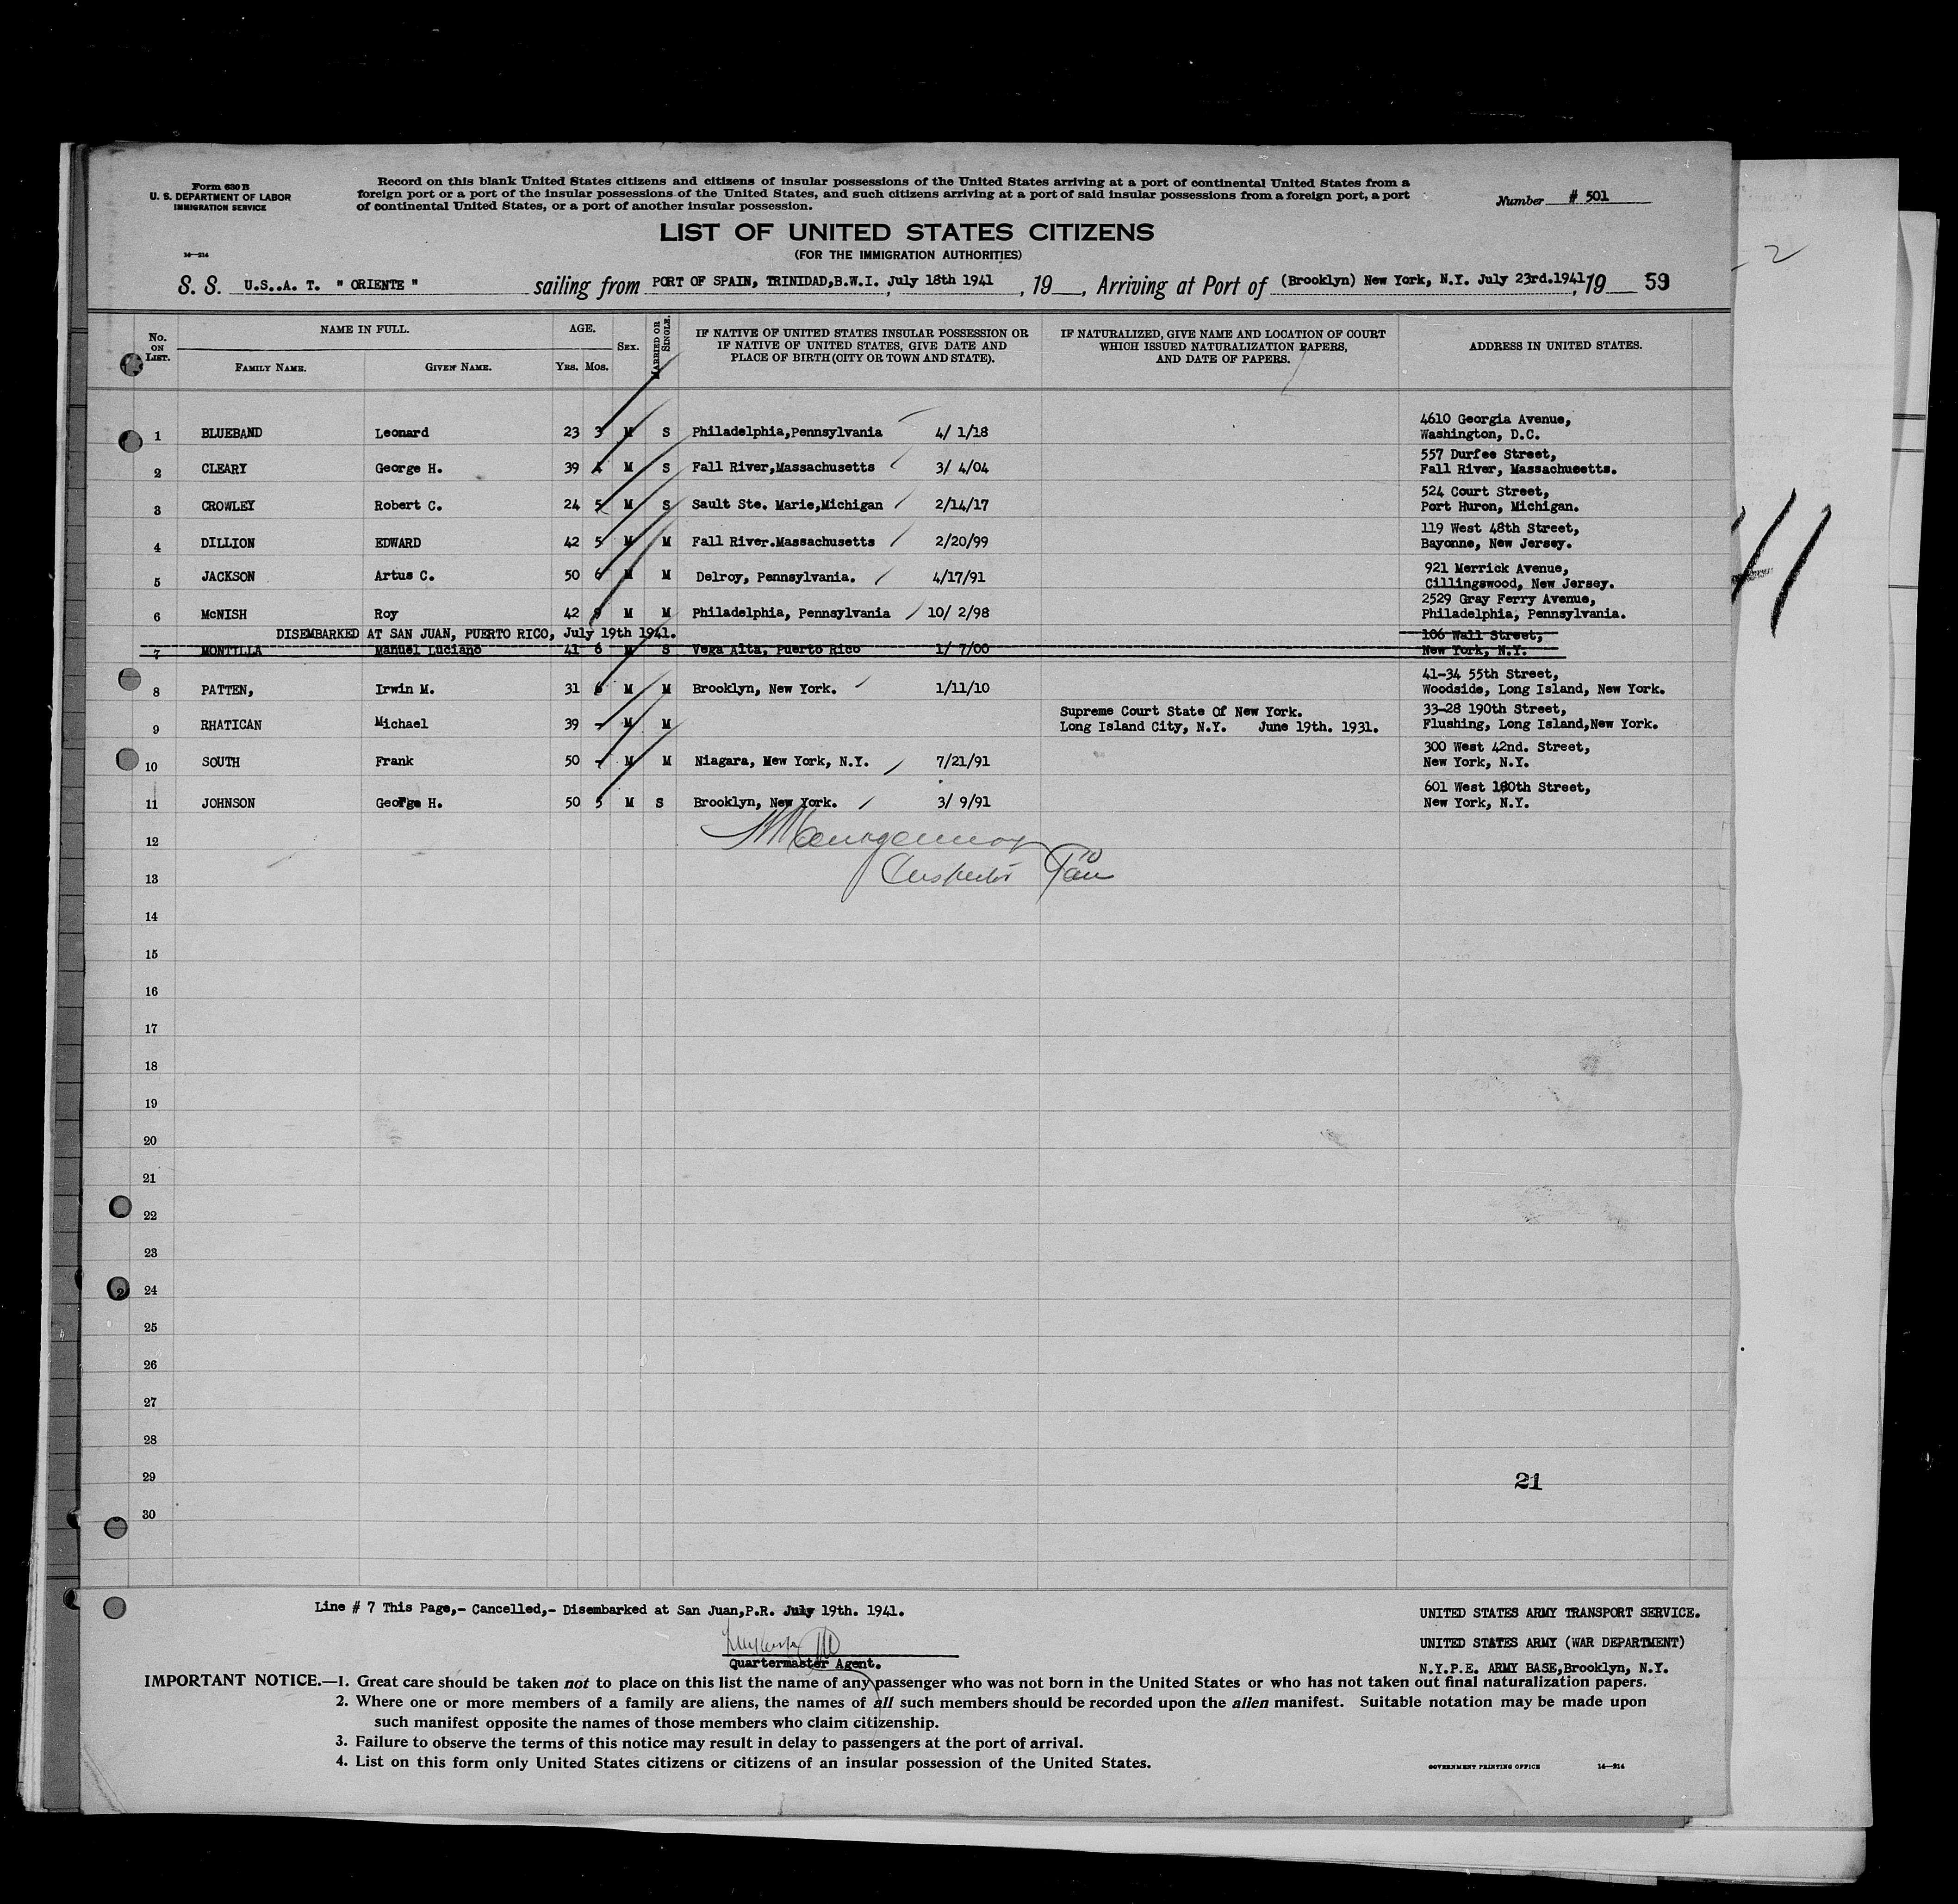 Form 630 B
U. S. DEPARTMENT OF LABOR
IMMIGRATION SERVICE
14—214
Record on this blank United States citizens and citizens of insular possessions of the United States arriving at a port of continental United States from a
foreign port or a port of the insular possessions of the United States, and such citizens arriving at a port of said insular possessions from a foreign port, a port
of continental United States, or a port of another insular possession.
Number # 501
LIST OF UNITED STATES CITIZENS
(FOR THE IMMIGRATION AUTHORITIES)
S. S. U.S..A. T. " ORIENTE " sailing from PORT OF SPAIN, TRINIDAD,B.W.I. July 18th 1941, 19__, Arriving at Port of (Brooklyn) New York, N.Y. July 23rd.1941, 19__ 59
No. ON LIST. NAME IN FULL. AGE. SEX. MARRIED OR SINGLE. IF NATIVE OF UNITED STATES INSULAR POSSESSION OR IF NATIVE OF UNITED STATES, GIVE DATE AND PLACE OF BIRTH (CITY OR TOWN AND STATE). IF NATURALIZED, GIVE NAME AND LOCATION OF COURT WHICH ISSUED NATURALIZATION PAPERS, AND DATE OF PAPERS. ADDRESS IN UNITED STATES.
FAMILY NAME. GIVEN NAME. YRS. MOS.
4610 Georgia Avenue,
1 BLUEBAND Leonard 23 3 M S Philadelphia,Pennsylvania 4/ 1/18 Washington, D.C.
557 Durfee Street,
2 CLEARY George H. 39 4 M S Fall River,Massachusetts 3/ 4/04 Fall River, Massachueetts.
524 Court Street,
3 CROWLEY Robert C. 24 5 M S Sault Ste. Marie,Michigan 2/14/17 Port Huron, Michigan.
119 West 48th Street,
4 DILLION EDWARD 42 5 M M Fall River.Massachusetts 2/20/99 Bayonne, New Jersey.
921 Merrick Avenue,
5 JACKSON Artus C. 50 6 M M Delroy, Pennsylvania. 4/17/91 Cillingswood, New Jersey.
2529 Gray Ferry Avenue,
6 McNISH Roy 42 9 M M Philadelphia, Pennsylvania 10/ 2/98 Philadelphia, Pennsylvania.
DISEMBARKED AT SAN JUAN, PUERTO RICO, July 19th 1941. 106 Wall Street,
7 MONTILLA Manuel Luciano 41 6 M S Vega Alta, Puerto Rico 1/ 7/00 New York, N.Y.
41-34 55th Street,
8 PATTEN, Irwin M. 31 6 M M Brooklyn, New York. 1/11/10 Woodside, Long Island, New York.
Supreme Court State Of New York. 33-28 190th Street,
9 RHATICAN Michael 39 - M M Long Island City, N.Y. June 19th. 1931. Flushing, Long Island,New York.
300 West 42nd. Street,
10 SOUTH Frank 50 - M M Niagara, New York, N.Y. 7/21/91 New York, N.Y.
601 West 180th Street,
11 JOHNSON George H. 50 5 M S Brooklyn, New York. 3/ 9/91 New York, N.Y.
12
Inspector
13
14
15
16
17
18
19
20
21
22
23
24
25
26
27
28
29 21
30
Line # 7 This Page,- Cancelled,- Disembarked at San Juan,P.R. July 19th. 1941.
Quartermaster Agent.
UNITED STATES ARMY TRANSPORT SERVICE.
UNITED STATES ARMY (WAR DEPARTMENT)
N.Y.P.E. ARMY BASE,Brooklyn, N.Y.
IMPORTANT NOTICE.—1. Great care should be taken not to place on this list the name of any passenger who was not born in the United States or who has not taken out final naturalization papers.
2. Where one or more members of a family are aliens, the names of all such members should be recorded upon the alien manifest. Suitable notation may be made upon
such manifest opposite the names of those members who claim citizenship.
3. Failure to observe the terms of this notice may result in delay to passengers at the port of arrival.
4. List on this form only United States citizens or citizens of an insular possession of the United States.
GOVERNMENT PRINTING OFFICE 14—214
2
41